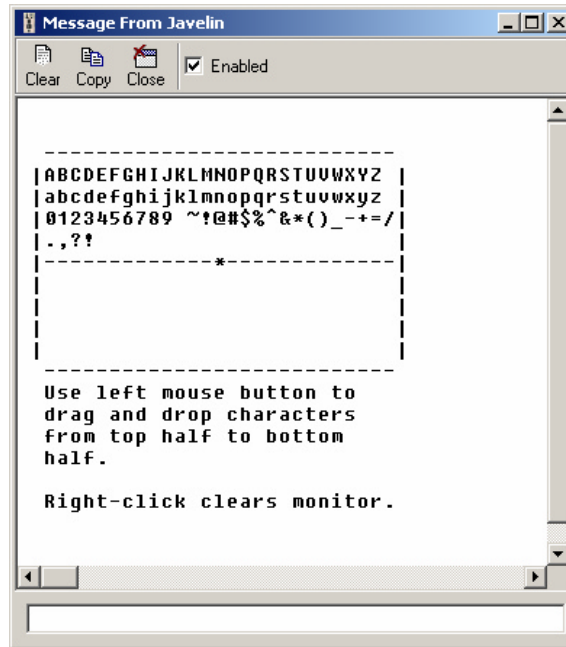 Message From Javelin
Clear Copy Close Enabled
---------------------------
|ABCDEFGHIJKLMNOPQRSTUVWXYZ |
|abcdefghijklmnopqrstuvwxyz |
|0123456789 ~!@#$%^&*()_-+=/|
|.,?!                       |
|-------------*-------------|
|                           |
|                           |
|                           |
|                           |
---------------------------
Use left mouse button to
drag and drop characters
from top half to bottom
half.
Right-click clears monitor.